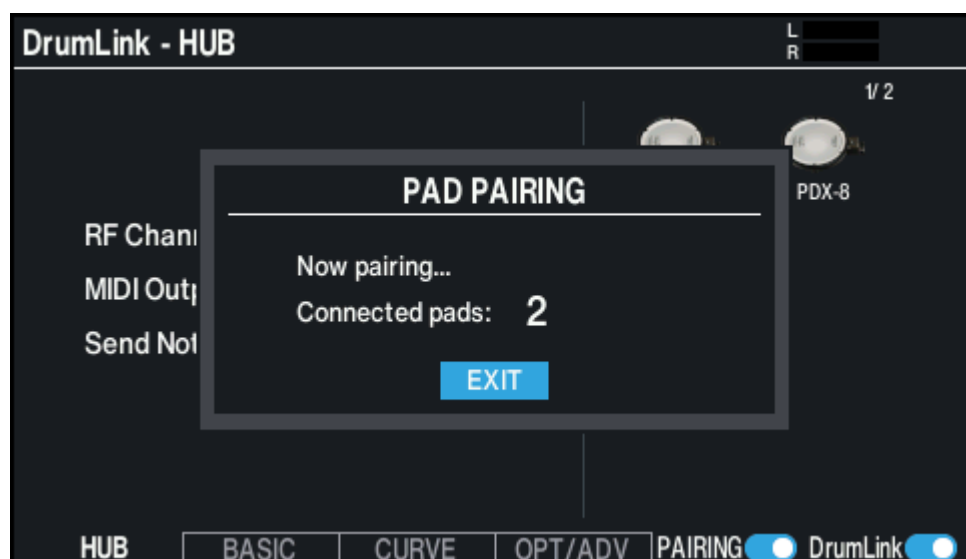 DrumLink - HUB
L
R
1/ 2
PAD PAIRING
PDX-8
RF Chan
Now pairing...
MIDI Out
Connected pads: 2
Send Not
EXIT
HUB BASIC CURVE OPT/ADV PAIRING DrumLink